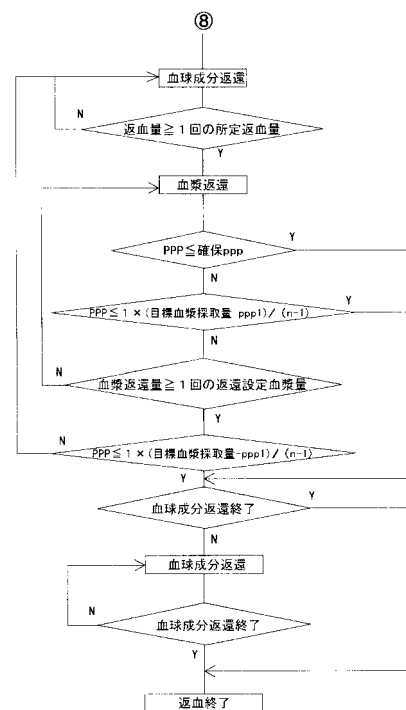 ⑧
血球成分返還
N
返血量≧1回の所定返血量
Y
血漿返還
Y
PPP≦確保ppp
N
Y
PPP≦1×(目標血漿採取量-ppp1)/(n-1)
N
N
血漿返還量≧1回の返還設定血漿量
Y
N
PPP≦1×(目標血漿採取量-ppp1)/(n-1)
Y
Y
血球成分返還終了
N
血球成分返還
N
血球成分返還終了
Y
返血終了